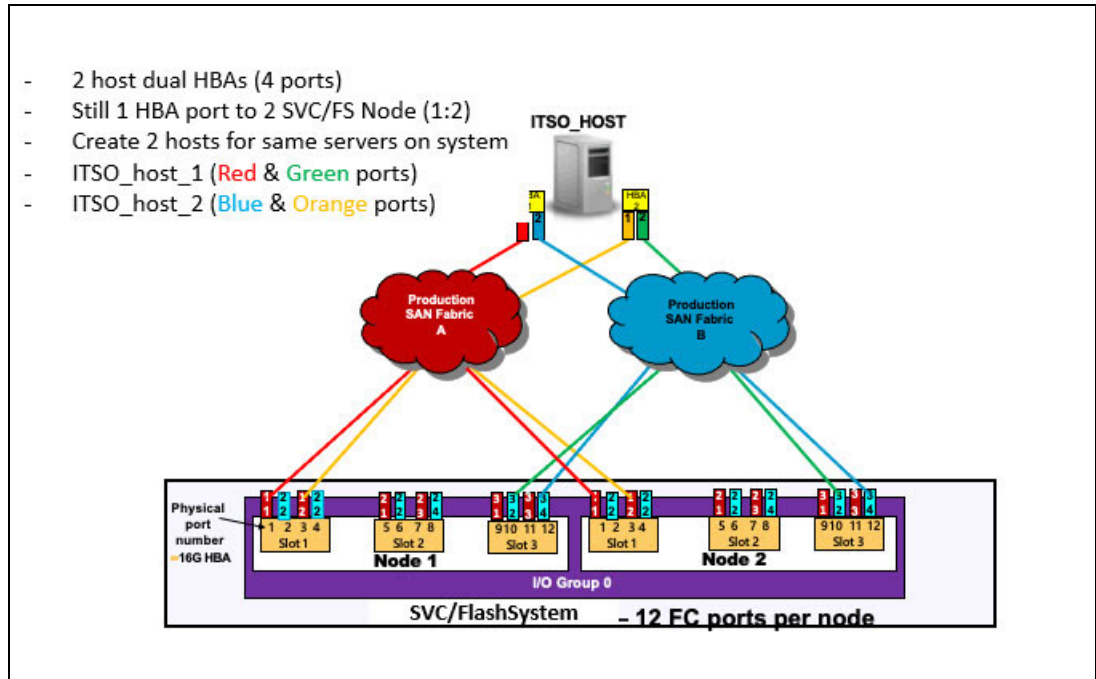 - 2 host dual HBAs (4 ports)
- Still 1 HBA port to 2 SVC/FS Node (1:2)
- Create 2 hosts for same servers on system
- ITSO_host_1 (Red & Green ports)
- ITSO_host_2 (Blue & Orange ports)
ITSO_HOST
HBA
2
2
1
2
Production
SAN Fabric
A
Production
SAN Fabric
B
Physical
port
number
16G HBA
1 2 3 4
Slot 1
5 6 7 8
Slot 2
9 10 11 12
Slot 3
1 2 3 4
Slot 1
5 6 7 8
Slot 2
9 10 11 12
Slot 3
Node 1
Node 2
I/O Group 0
SVC/FlashSystem
– 12 FC ports per node